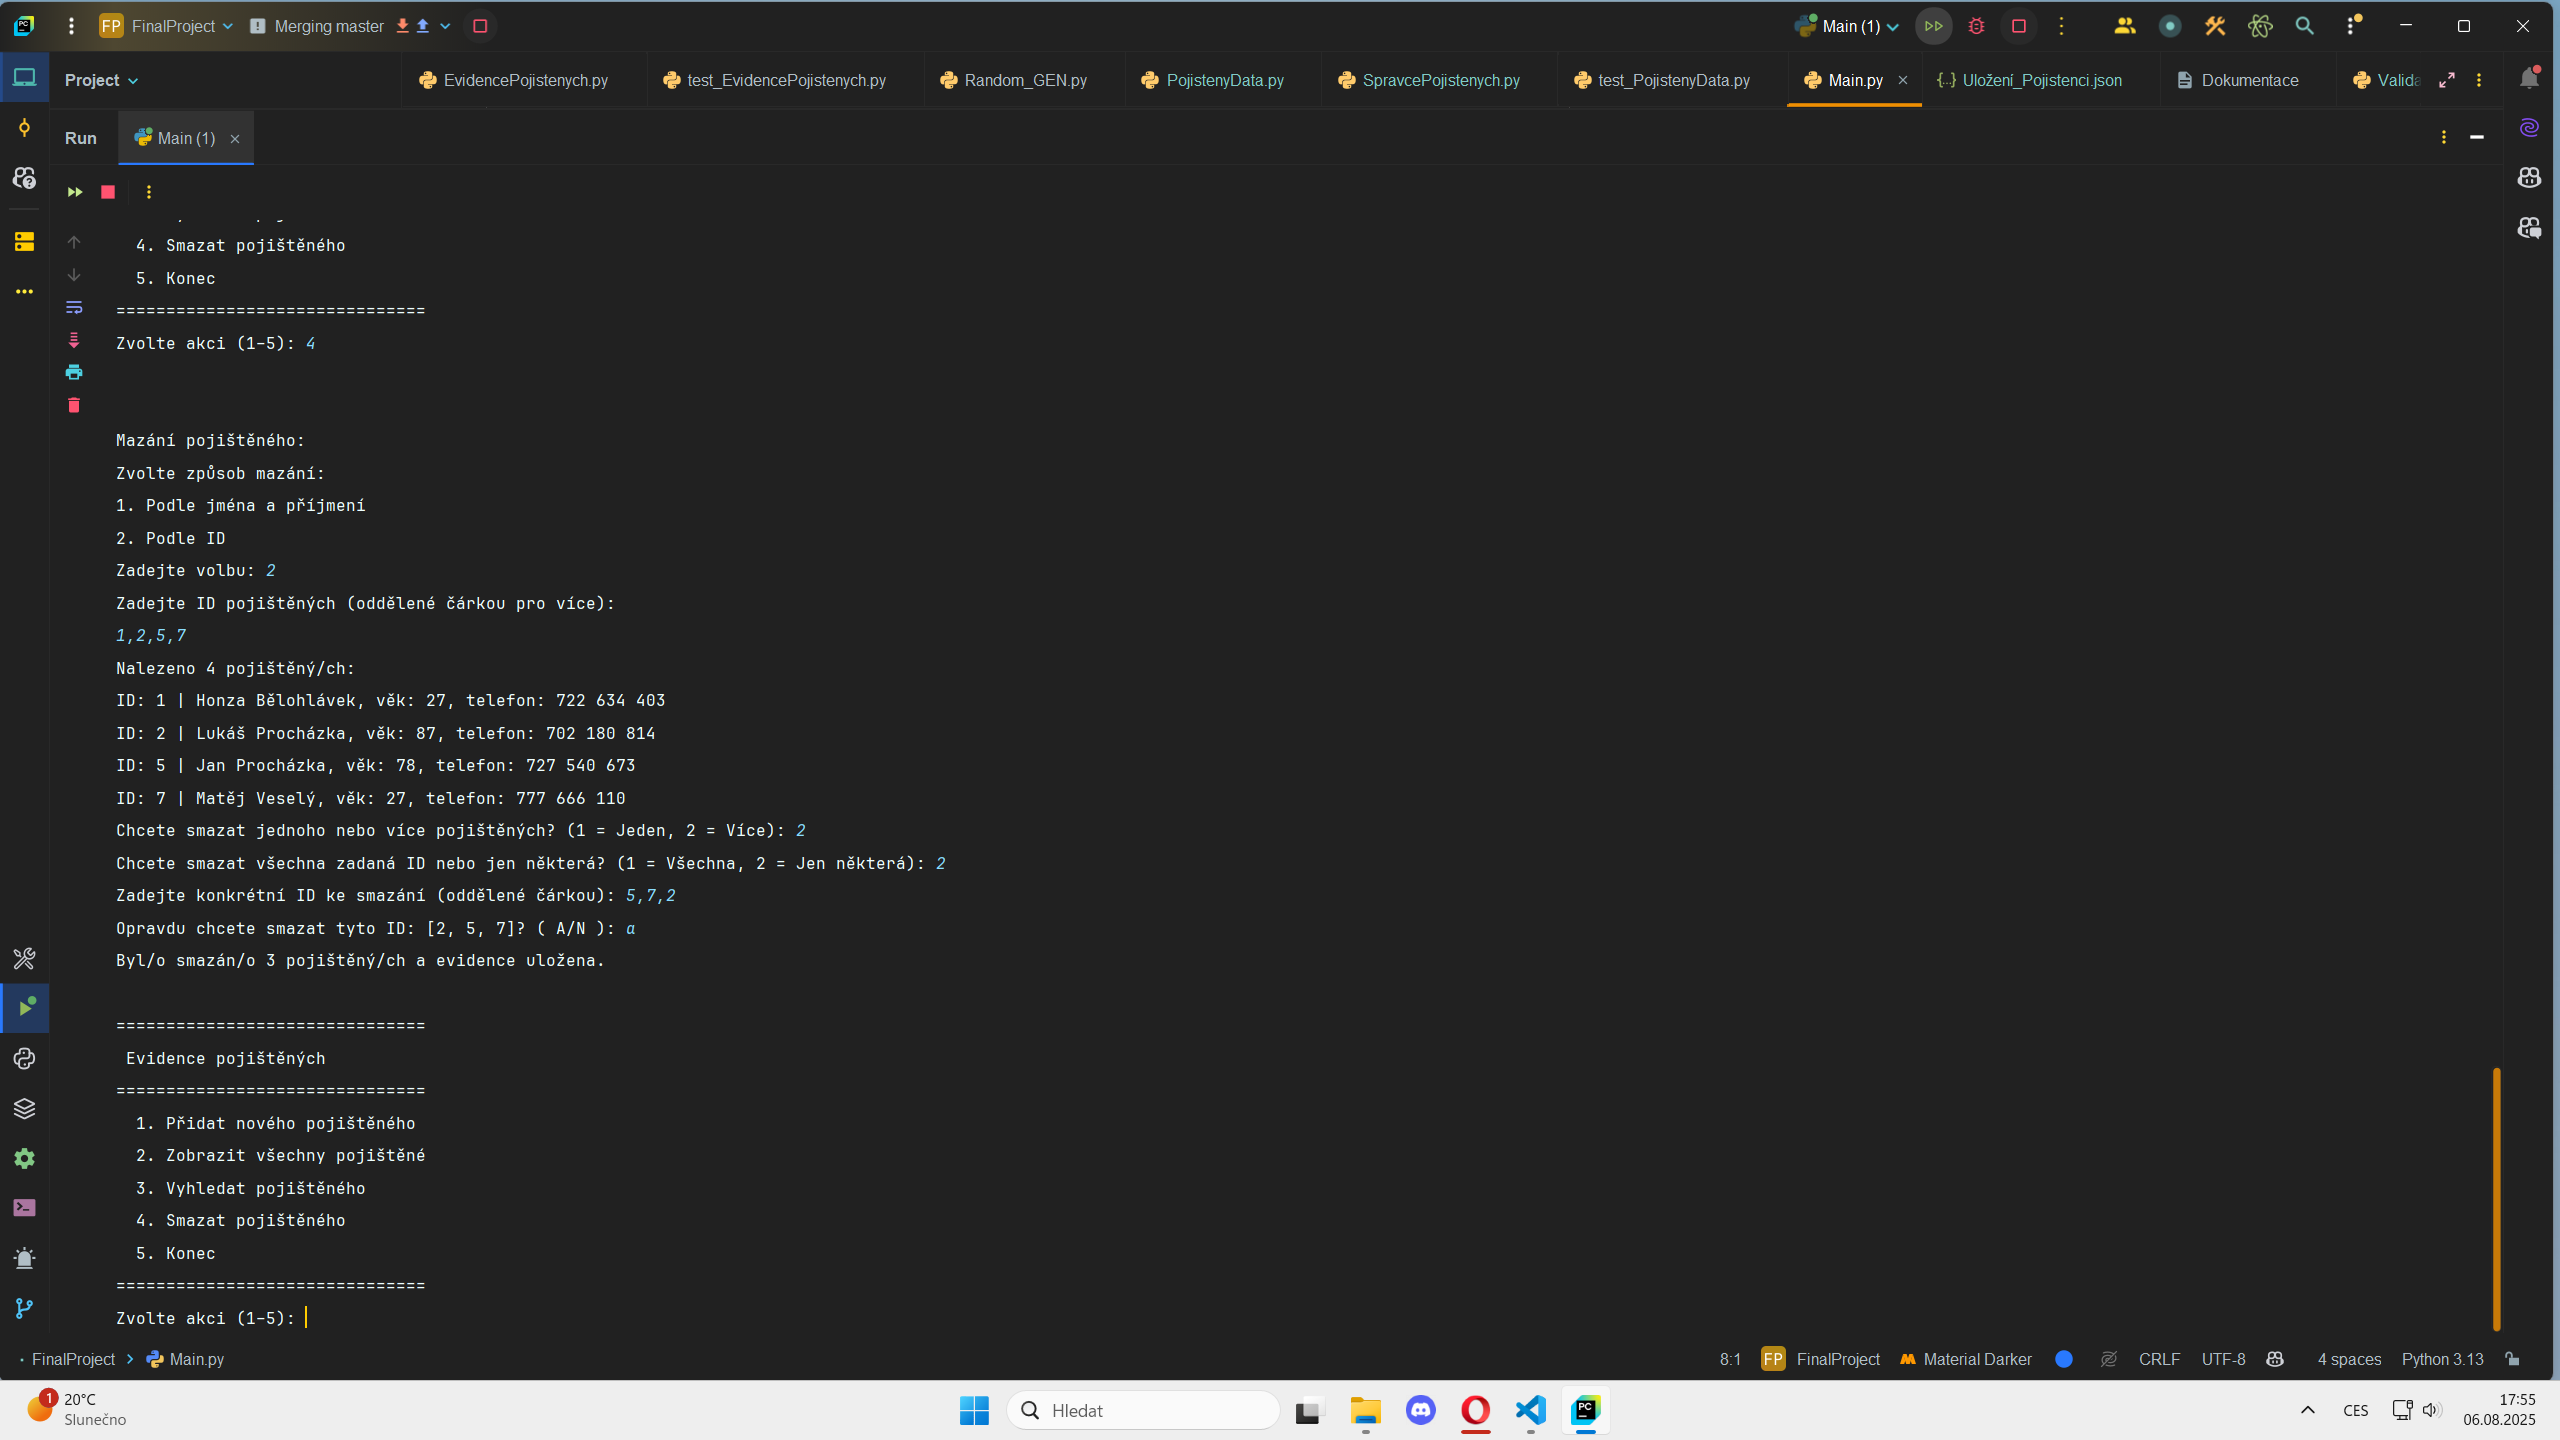 FP FinalProject Merging master Main (1)
Project EvidencePojistenych.py test_EvidencePojistenych.py Random_GEN.py PojistenyData.py SpravcePojistenych.py test_PojistenyData.py Main.py Uložení_Pojistenci.json Dokumentace Valida
Run Main (1)
4. Smazat pojištěného
5. Konec
===============================
Zvolte akci (1-5): 4
Mazání pojištěného:
Zvolte způsob mazání:
1. Podle jména a příjmení
2. Podle ID
Zadejte volbu: 2
Zadejte ID pojištěných (oddělené čárkou pro více):
1,2,5,7
Nalezeno 4 pojištěný/ch:
ID: 1 | Honza Bělohlávek, věk: 27, telefon: 722 634 403
ID: 2 | Lukáš Procházka, věk: 87, telefon: 702 180 814
ID: 5 | Jan Procházka, věk: 78, telefon: 727 540 673
ID: 7 | Matěj Veselý, věk: 27, telefon: 777 666 110
Chcete smazat jednoho nebo více pojištěných? (1 = Jeden, 2 = Více): 2
Chcete smazat všechna zadaná ID nebo jen některá? (1 = Všechna, 2 = Jen některá): 2
Zadejte konkrétní ID ke smazání (oddělené čárkou): 5,7,2
Opravdu chcete smazat tyto ID: [2, 5, 7]? ( A/N ): a
Byl/o smazán/o 3 pojištěný/ch a evidence uložena.
===============================
Evidence pojištěných
===============================
1. Přidat nového pojištěného
2. Zobrazit všechny pojištěné
3. Vyhledat pojištěného
4. Smazat pojištěného
5. Konec
===============================
Zvolte akci (1-5):
FinalProject Main.py 8:1 FP FinalProject Material Darker CRLF UTF-8 4 spaces Python 3.13
1 20°C Hledat PC CES 17:55
Slunečno 06.08.2025